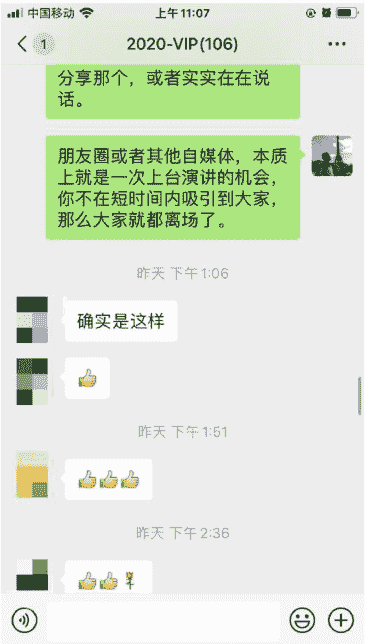 中国移动
上午11:07
1
2020-VIP(106)
分享那个，或者实实在在说
话。
朋友圈或者其他自媒体，本质
上就是一次上台演讲的机会，
你不在短时间内吸引到大家，
那么大家就都离场了。
昨天 下午1:06
确实是这样
👍
昨天 下午1:51
👍👍👍
昨天 下午2:36
👍👍🌹